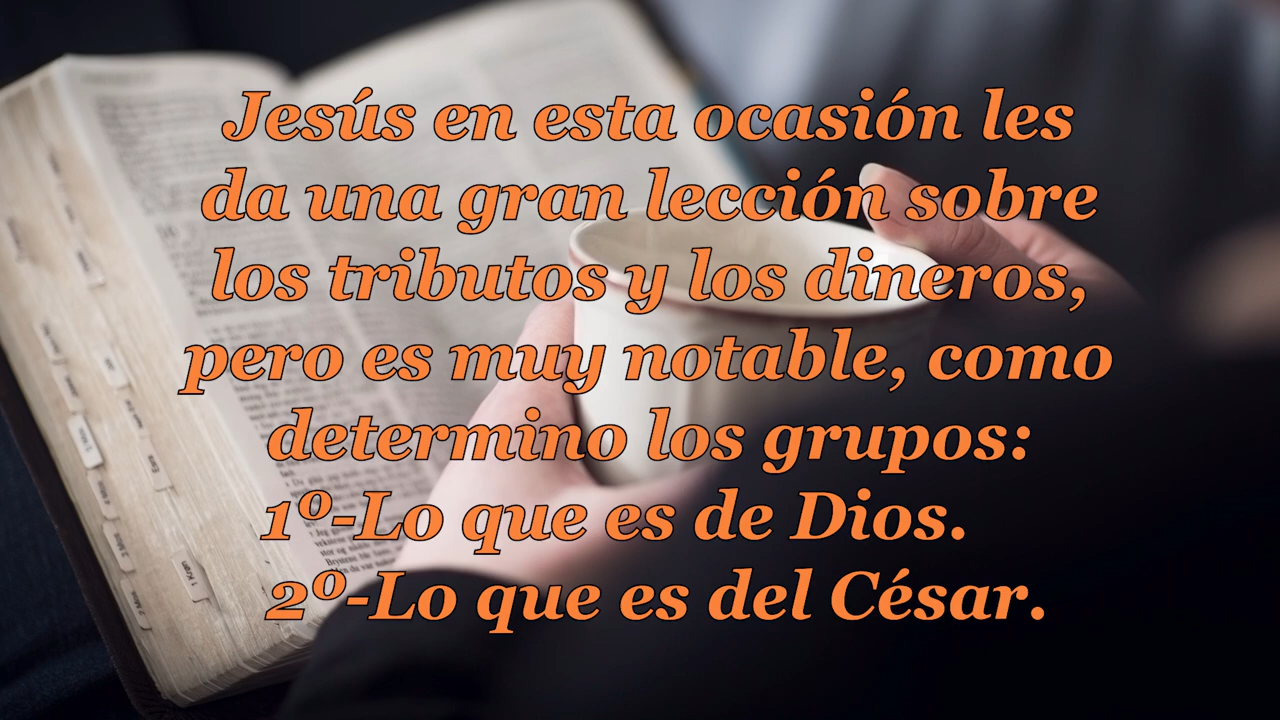 Jesús en esta ocasión les
da una gran lección sobre
los tributos y los dineros,
pero es muy notable, como
determino los grupos:
1º-Lo que es de Dios.
2º-Lo que es del César.